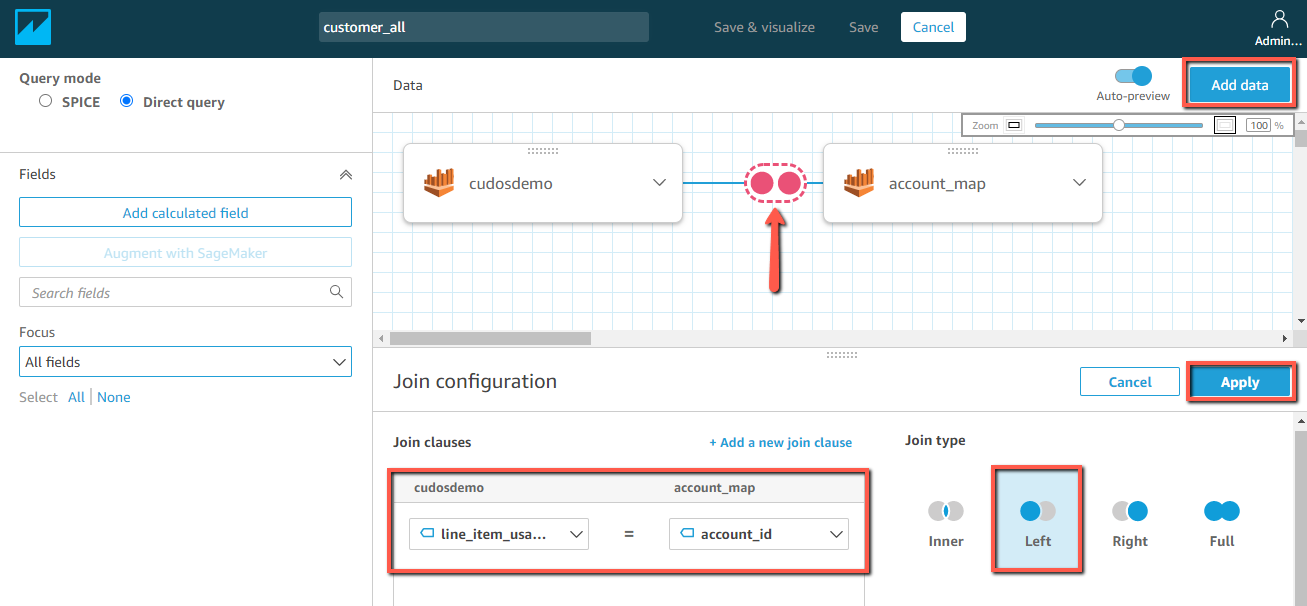 customer_all
Save & visualize
Save
Cancel
Admin...
Query mode
SPICE
Direct query
Data
Auto-preview
Add data
Zoom
100 %
Fields
Add calculated field
Augment with SageMaker
Search fields
Focus
All fields
Select All | None
cudosdemo
account_map
Join configuration
Cancel
Apply
Join clauses
+ Add a new join clause
Join type
cudosdemo
account_map
line_item_usa...
=
account_id
Inner
Left
Right
Full